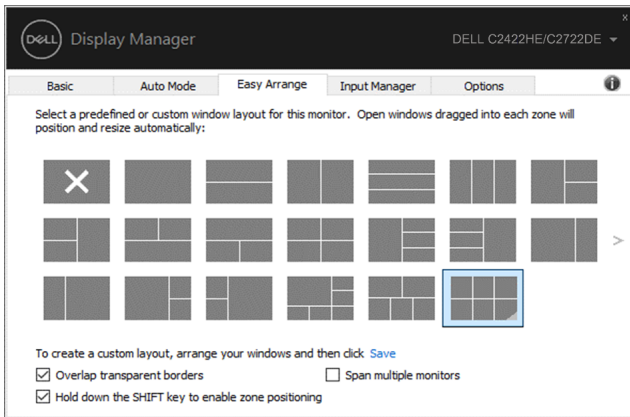 x
DELL Display Manager DELL C2422HE/C2722DE
Basic Auto Mode Easy Arrange Input Manager Options i
Select a predefined or custom window layout for this monitor. Open windows dragged into each zone will
position and resize automatically:
>
To create a custom layout, arrange your windows and then click Save
Overlap transparent borders Span multiple monitors
Hold down the SHIFT key to enable zone positioning